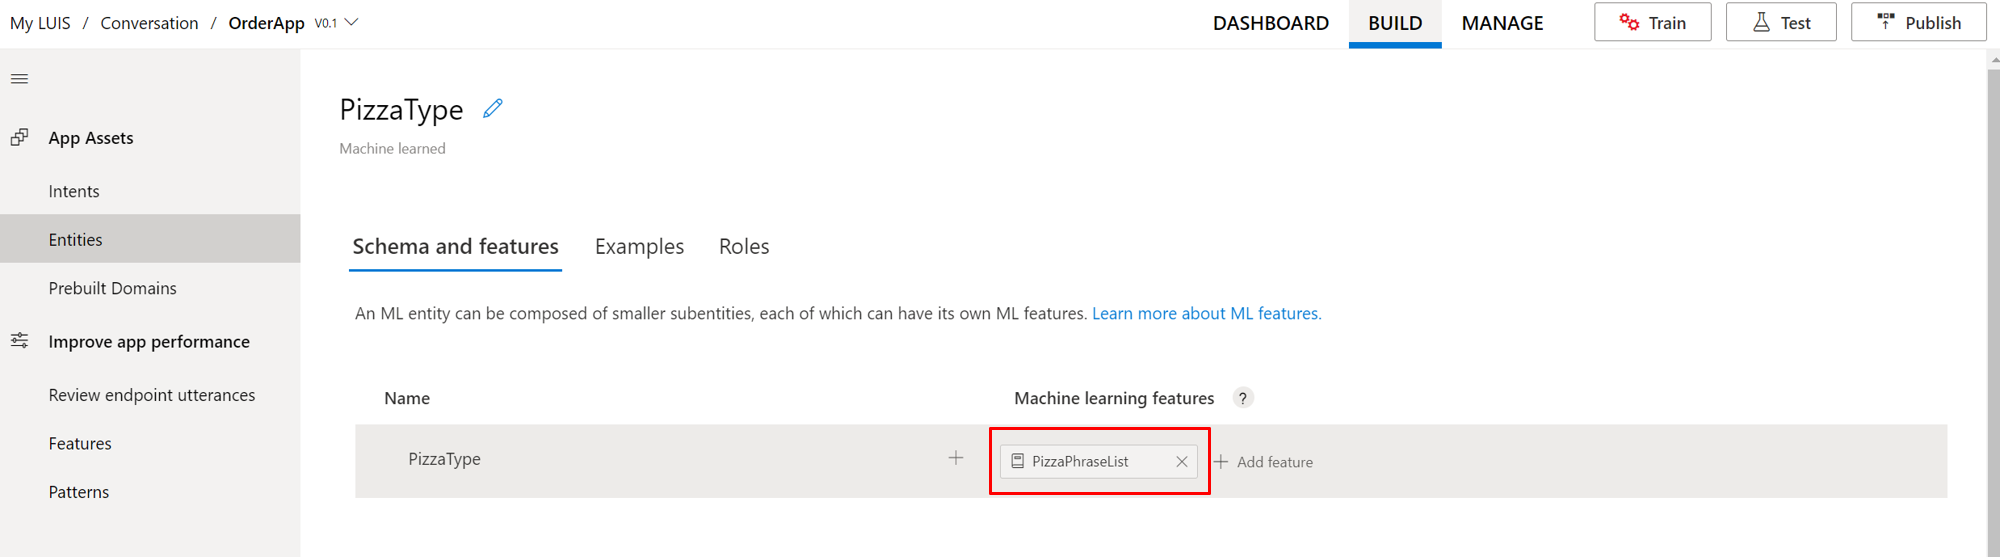 My LUIS / Conversation / OrderApp V0.1
DASHBOARD BUILD MANAGE Train Test Publish
App Assets
Intents
Entities
Prebuilt Domains
Improve app performance
Review endpoint utterances
Features
Patterns
PizzaType
Machine learned
Schema and features Examples Roles
An ML entity can be composed of smaller subentities, each of which can have its own ML features. Learn more about ML features.
Name Machine learning features ?
PizzaType + PizzaPhraseList × + Add feature